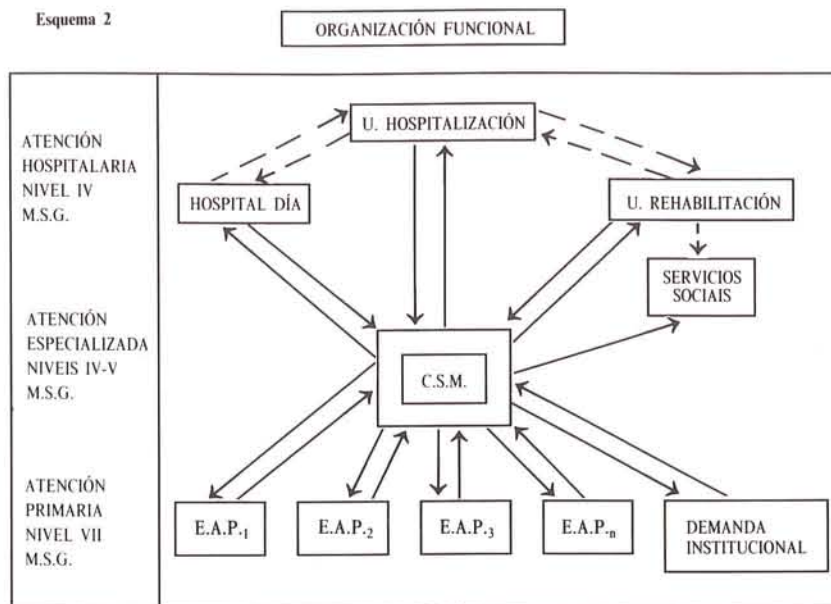 Esquema 2
ORGANIZACIÓN FUNCIONAL
ATENCIÓN
HOSPITALARIA
NIVEL IV
M.S.G.
U. HOSPITALIZACIÓN
HOSPITAL DÍA
U. REHABILITACIÓN
SERVICIOS
SOCIAIS
ATENCIÓN
ESPECIALIZADA
NIVEIS IV-V
M.S.G.
C.S.M.
ATENCIÓN
PRIMARIA
NIVEL VII
M.S.G.
E.A.P.-1
E.A.P.-2
E.A.P.-3
E.A.P.-n
DEMANDA
INSTITUCIONAL